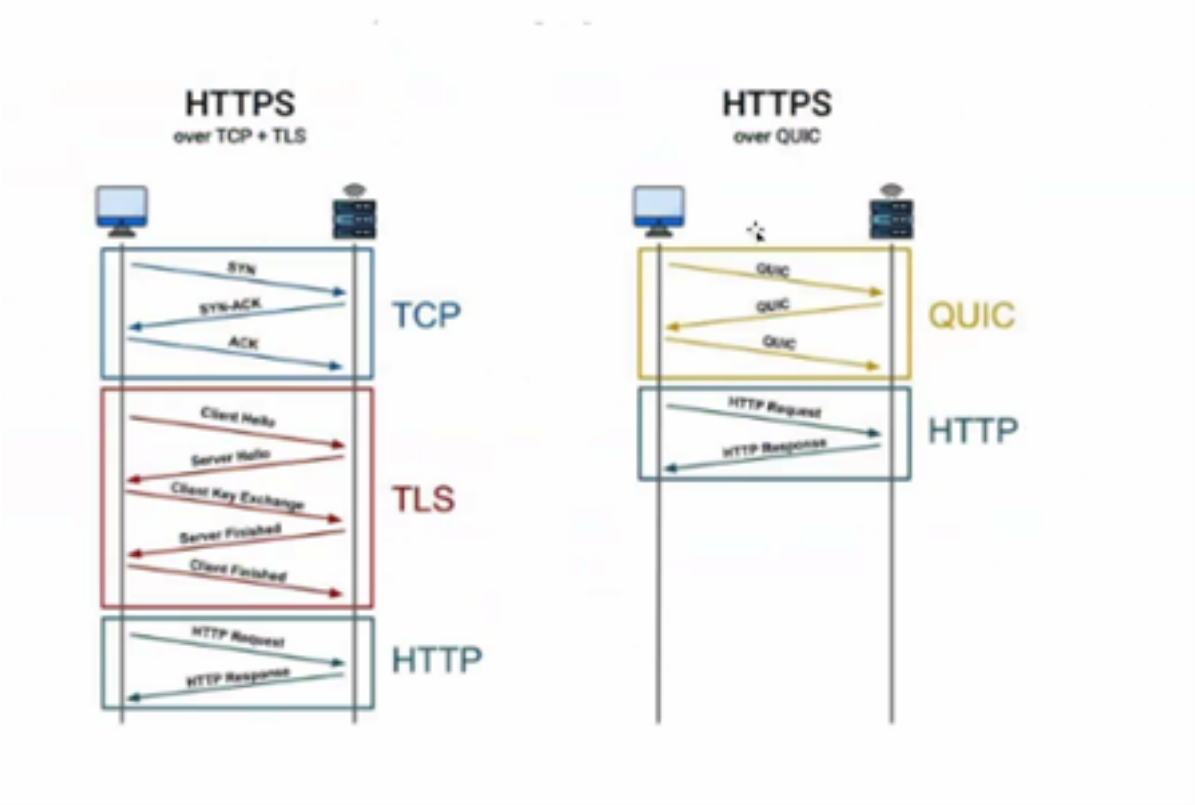 HTTPS
over TCP + TLS
SYN
SYN-ACK
ACK
TCP
Client Hello
Server Hello
Client Key Exchange
Server Finished
Client Finished
TLS
HTTP Request
HTTP Response
HTTP
HTTPS
over QUIC
QUIC
QUIC
QUIC
QUIC
HTTP Request
HTTP Response
HTTP